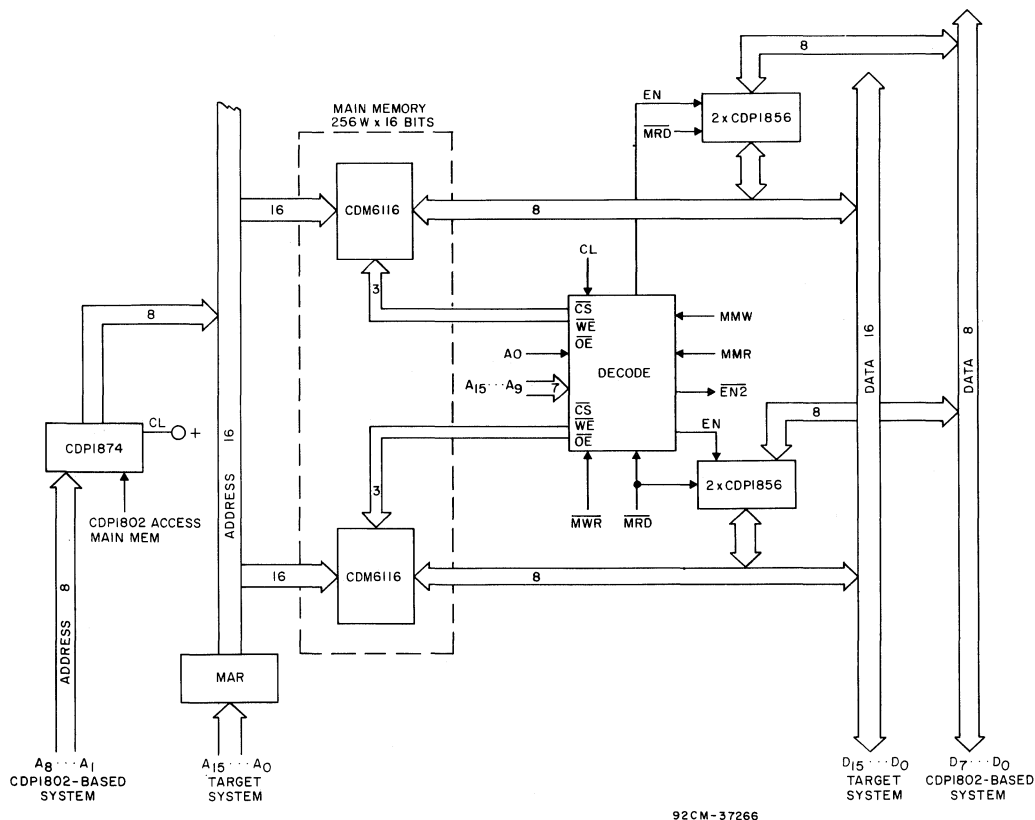 8
EN
2 x CDP1856
MRD
MAIN MEMORY
256W x 16 BITS
CDM6116
16
8
3
CL
CS
WE
OE
MMW
A0
MMR
DECODE
A15···A9
7
EN2
CS
WE
OE
EN
8
2 x CDP1856
8
CL
+
CDP1874
CDP1802 ACCESS
MAIN MEM
ADDRESS 16
3
MWR
MRD
16
CDM6116
8
ADDRESS 8
MAR
DATA 16
DATA 8
A8···A1
CDP1802-BASED
SYSTEM
A15···A0
TARGET
SYSTEM
D15···D0
TARGET
SYSTEM
D7···D0
CDP1802-BASED
SYSTEM
92CM-37266